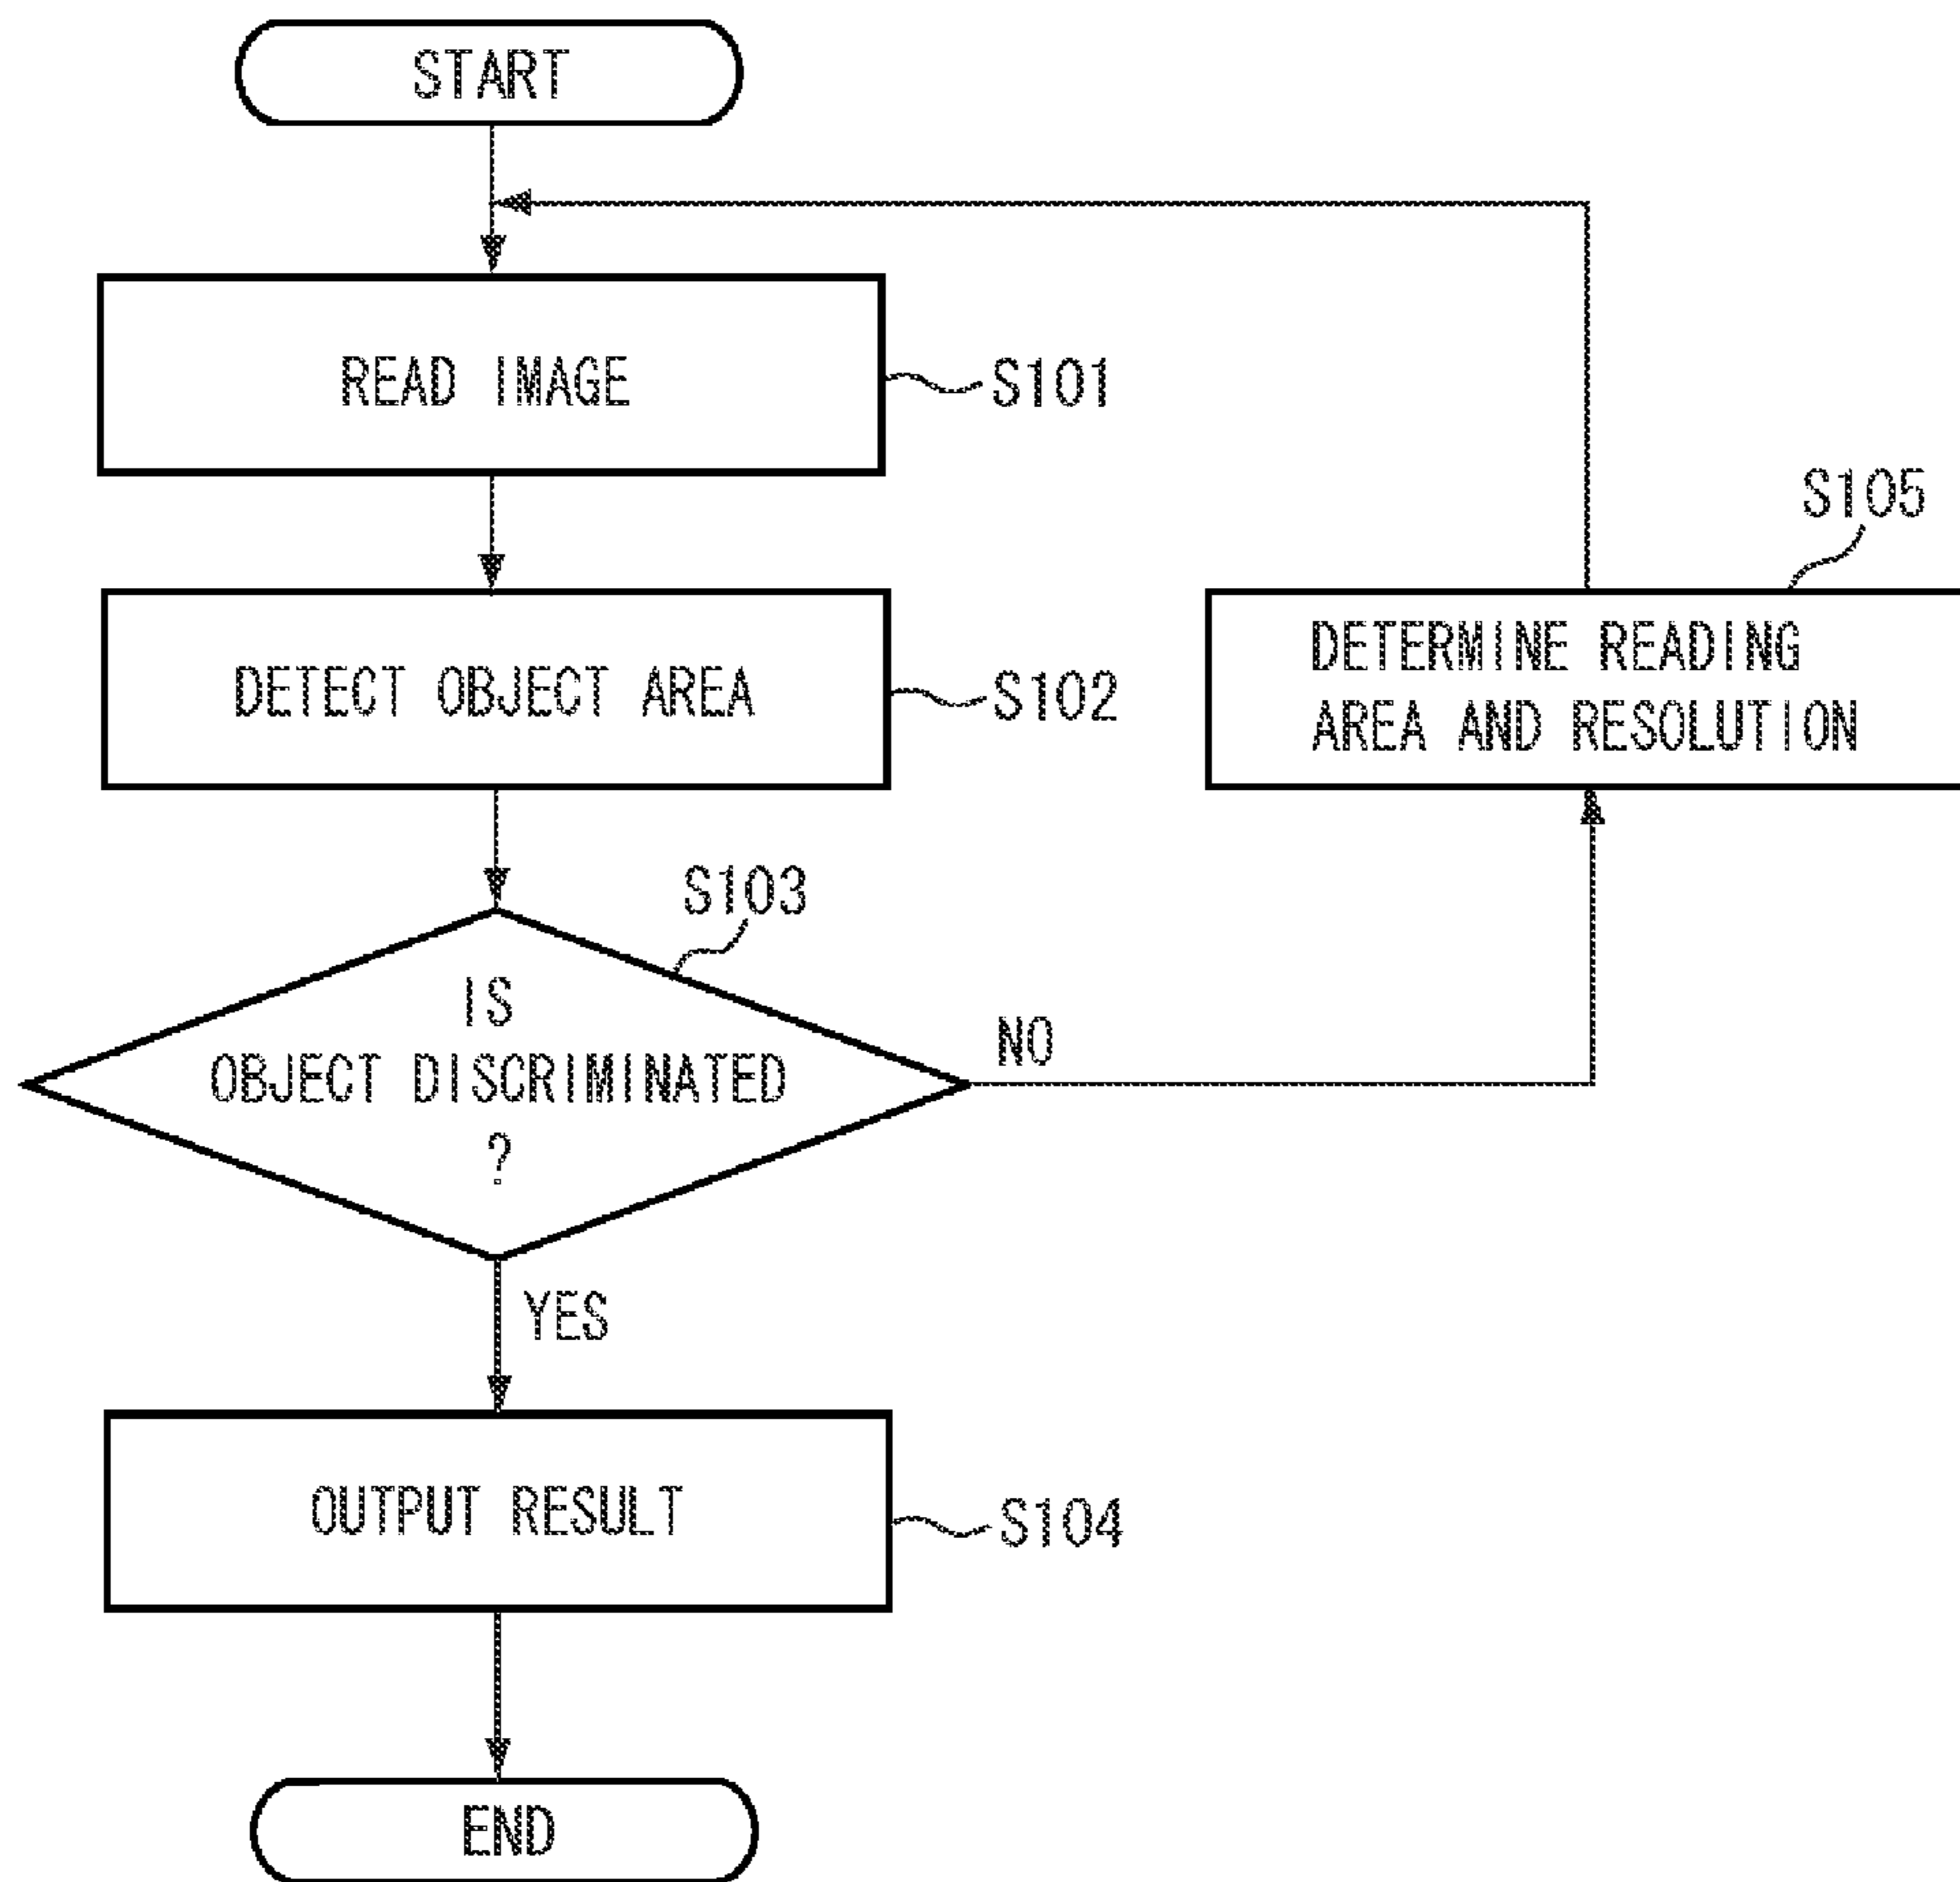 START
READ IMAGE
S101
DETECT OBJECT AREA
S102
S103
IS
OBJECT DISCRIMINATED
?
NO
YES
OUTPUT RESULT
S104
END
S105
DETERMINE READING
AREA AND RESOLUTION